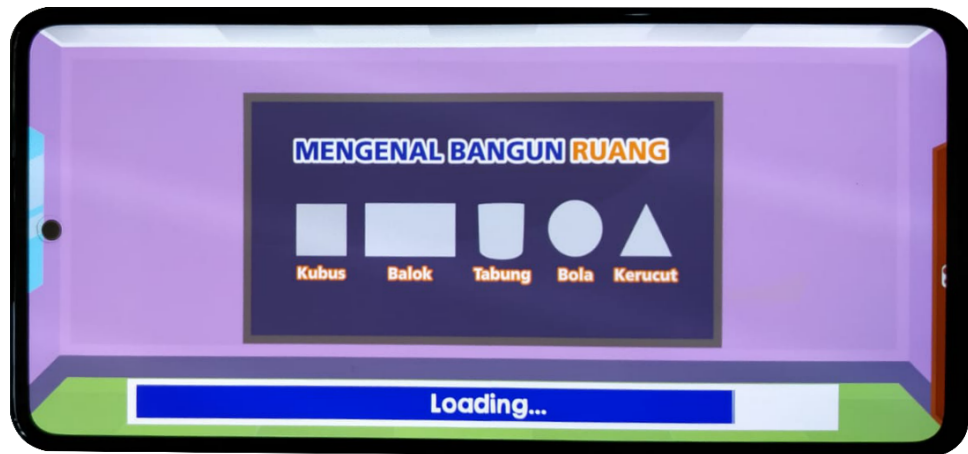 MENGENAL BANGUN RUANG
Kubus Balok Tabung Bola Kerucut
Loading...